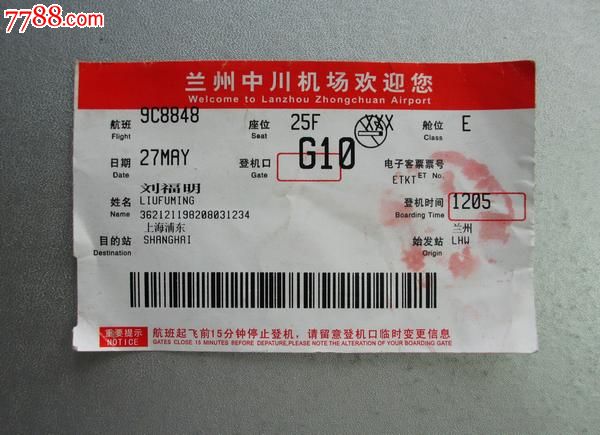 7788.com
兰州中川机场欢迎您
Welcome to Lanzhou Zhongchuan Airport
航班 9C8848 座位 25F XXX 舱位 E
Flight Seat Class
日期 27MAY 登机口 G10 电子客票票号
Date Gate ETKT ET No.
刘福明
姓名 LIUFUMING 登机时间 1205
Name 362121198208031234 Boarding Time
上海浦东 兰州
目的站 SHANGHAI 始发站 LHW
Destination Origin
重要提示 航班起飞前15分钟停止登机，请留意登机口临时变更信息
NOTICE GATES CLOSE 15 MINUTES BEFORE DEPATURE,PLEASE NOTE THE ALTERATION OF YOUR BOARDING GATE